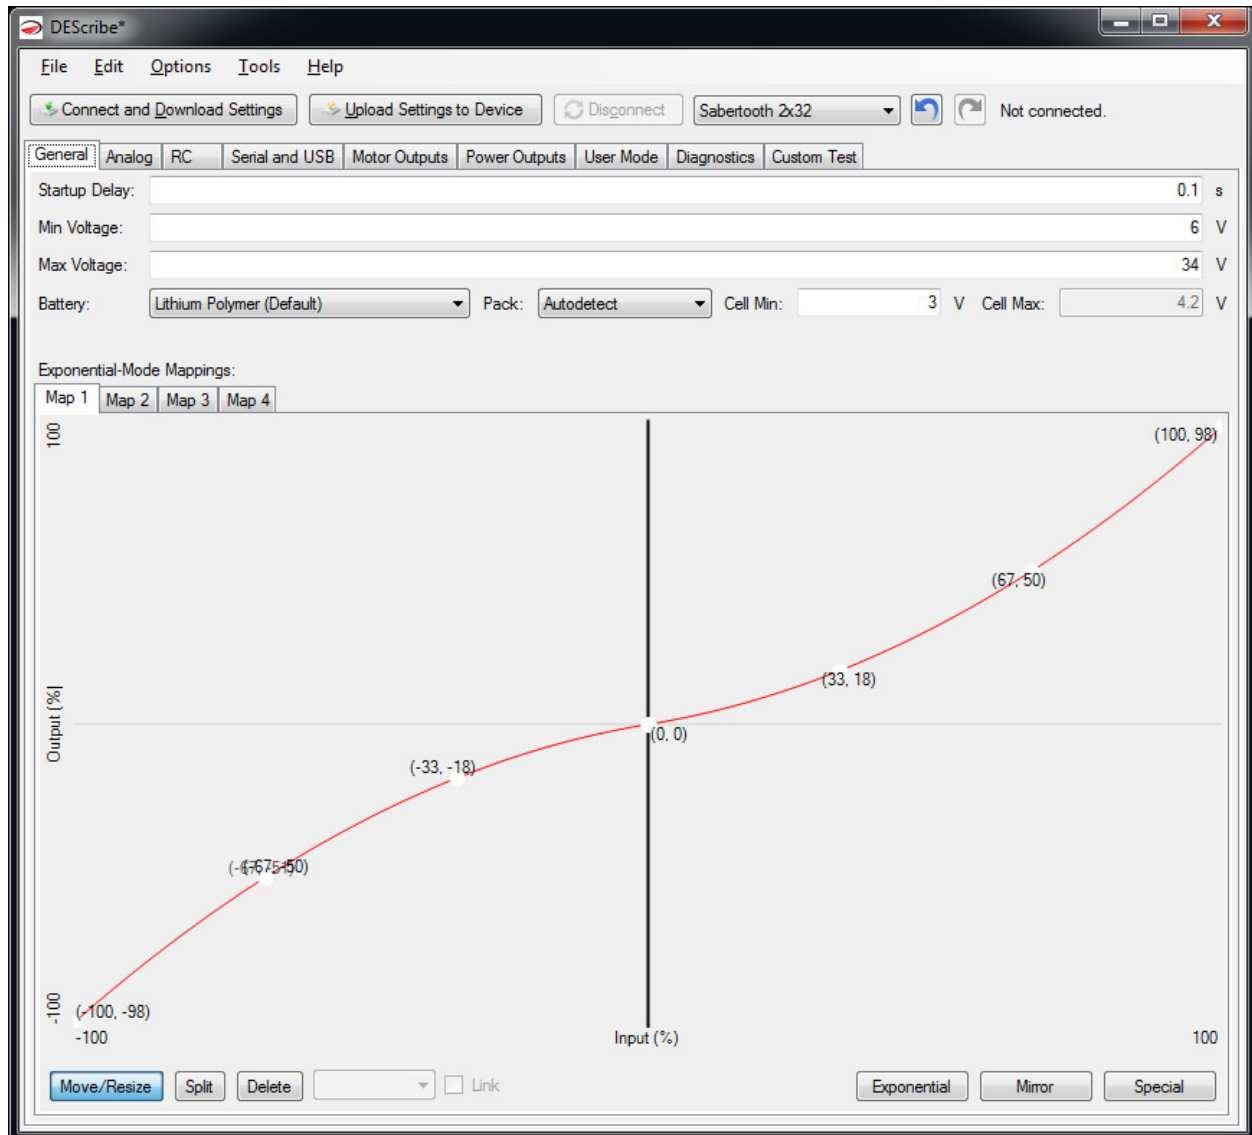 DEScribe*
File Edit Options Tools Help
Connect and Download Settings Upload Settings to Device Disconnect Sabertooth 2x32 Not connected.
General Analog RC Serial and USB Motor Outputs Power Outputs User Mode Diagnostics Custom Test
Startup Delay: 0.1 s
Min Voltage: 6 V
Max Voltage: 34 V
Battery: Lithium Polymer (Default) Pack: Autodetect Cell Min: 3 V Cell Max: 4.2 V
Exponential-Mode Mappings:
Map 1 Map 2 Map 3 Map 4
100
(100, 98)
(67, 50)
(33, 18)
Output (%)
(0, 0)
(-33, -18)
(-67, -50)
-100
(-100, -98)
-100 Input (%) 100
Move/Resize Split Delete Link Exponential Mirror Special